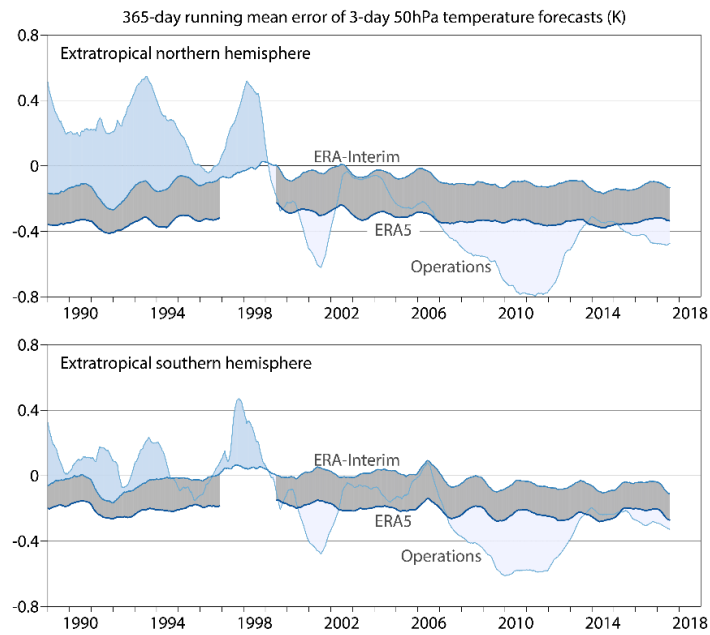 365-day running mean error of 3-day 50hPa temperature forecasts (K)
0.8
Extratropical northern hemisphere
0.4
ERA-Interim
0
ERA5
-0.4
Operations
-0.8
1990 1994 1998 2002 2006 2010 2014 2018
0.8
Extratropical southern hemisphere
0.4
ERA-Interim
0
ERA5
-0.4
Operations
-0.8
1990 1994 1998 2002 2006 2010 2014 2018